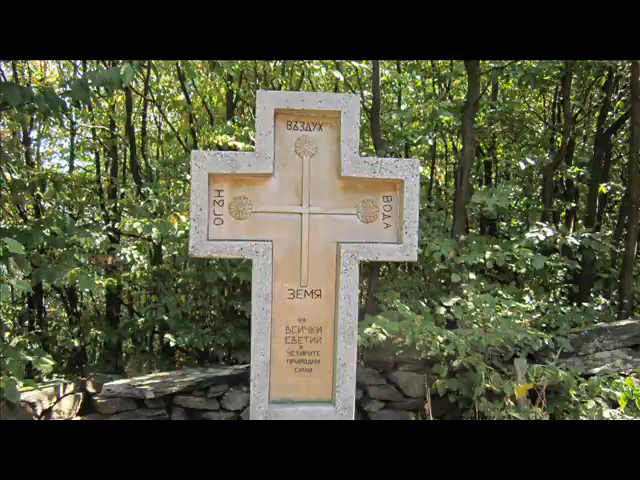 ВЪЗДУХ
ОГЪН
ВОДА
ЗЕМЯ
НА
ВСИЧКИ
СВЕТИИ
И
ЧЕТИРИТЕ
ПРИРОДНИ
СИЛИ